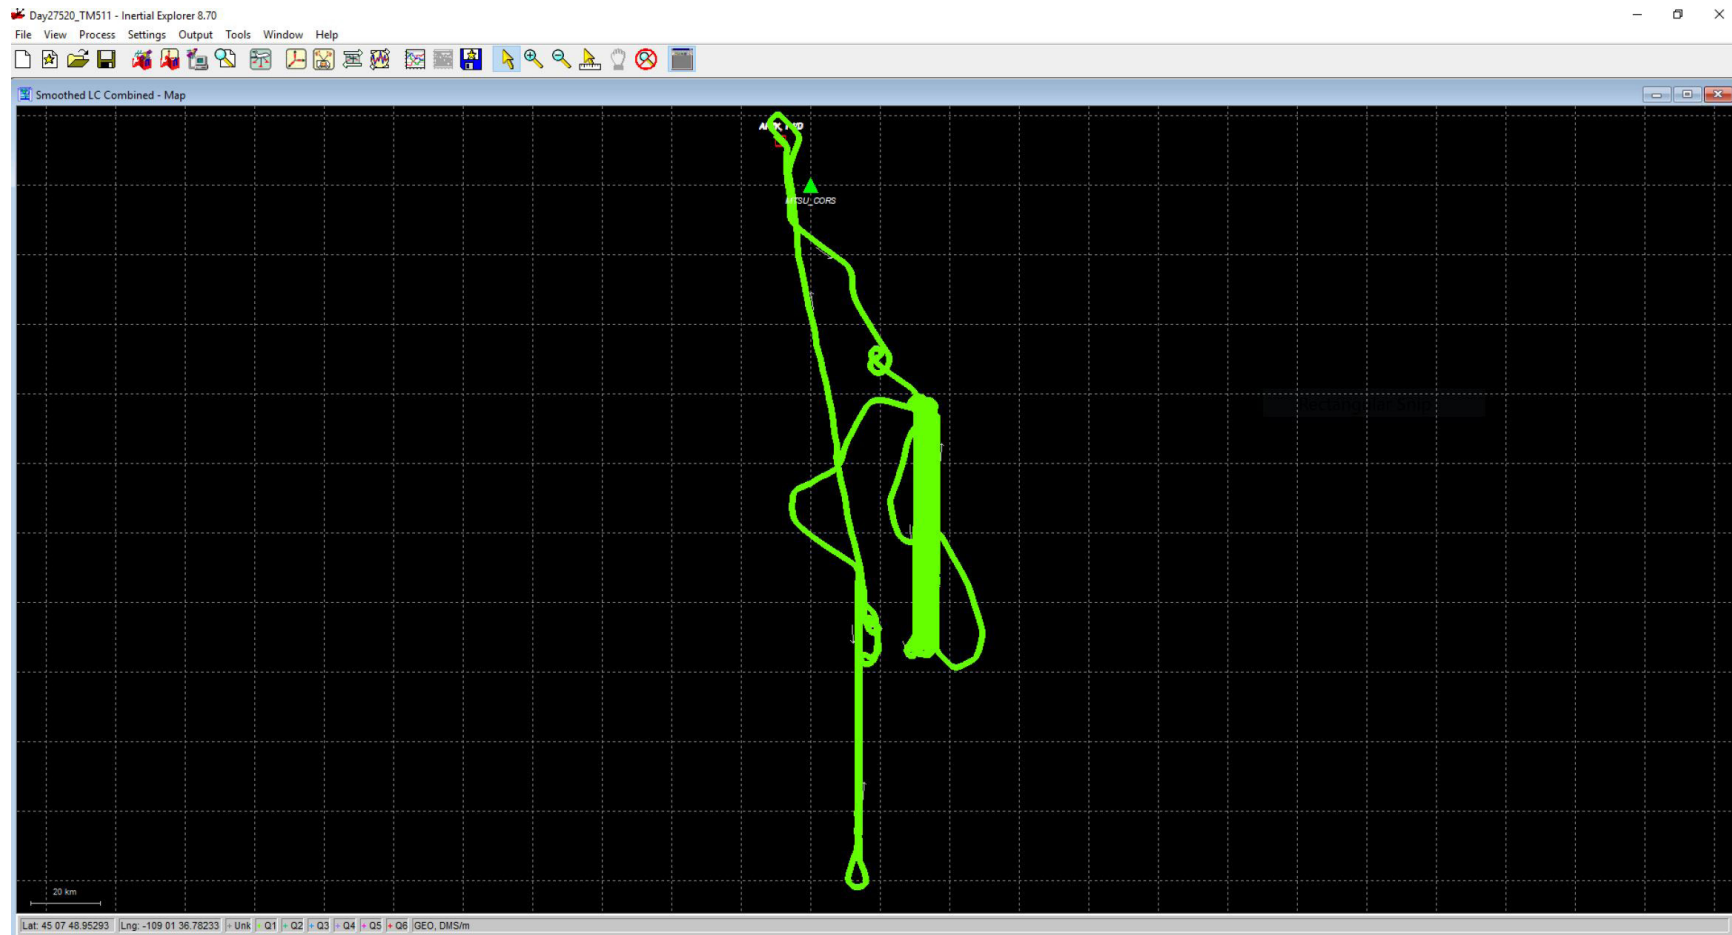 Day27520_TM511 - Inertial Explorer 8.70
File View Process Settings Output Tools Window Help
Smoothed LC Combined - Map
MTSU_CORS
20 km
Lat: 45 07 48.95293 Lng: -109 01 36.78233 Unk Q1 Q2 Q3 Q4 Q5 Q6 GEO, DMS/m